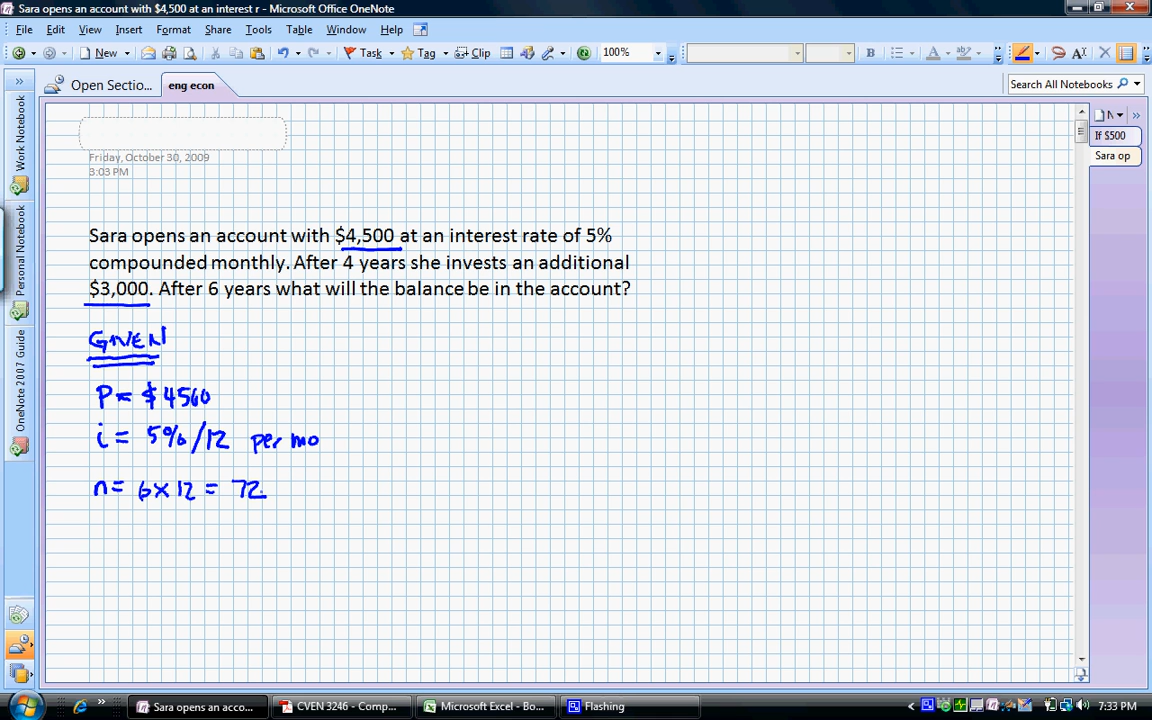 Sara opens an account with $4,500 at an interest r - Microsoft Office OneNote
File Edit View Insert Format Share Tools Table Help
New Task Tag Clip 100% B A A
Open Sectio... eng econ Search All Notebooks
Work Notebook
Personal Notebook
OneNote 2007 Guide
N
If $500
Sara op
Friday, October 30, 2009
3:03 PM
Sara opens an account with $4,500 at an interest rate of 5%
compounded monthly. After 4 years she invests an additional
$3,000. After 6 years what will the balance be in the account?
GIVEN
P = $4500
i = 5%/12 per mo
n = 6×12 = 72
Sara opens an acco... CVEN 3246 - Comp... Microsoft Excel - Bo... Flashing 7:33 PM